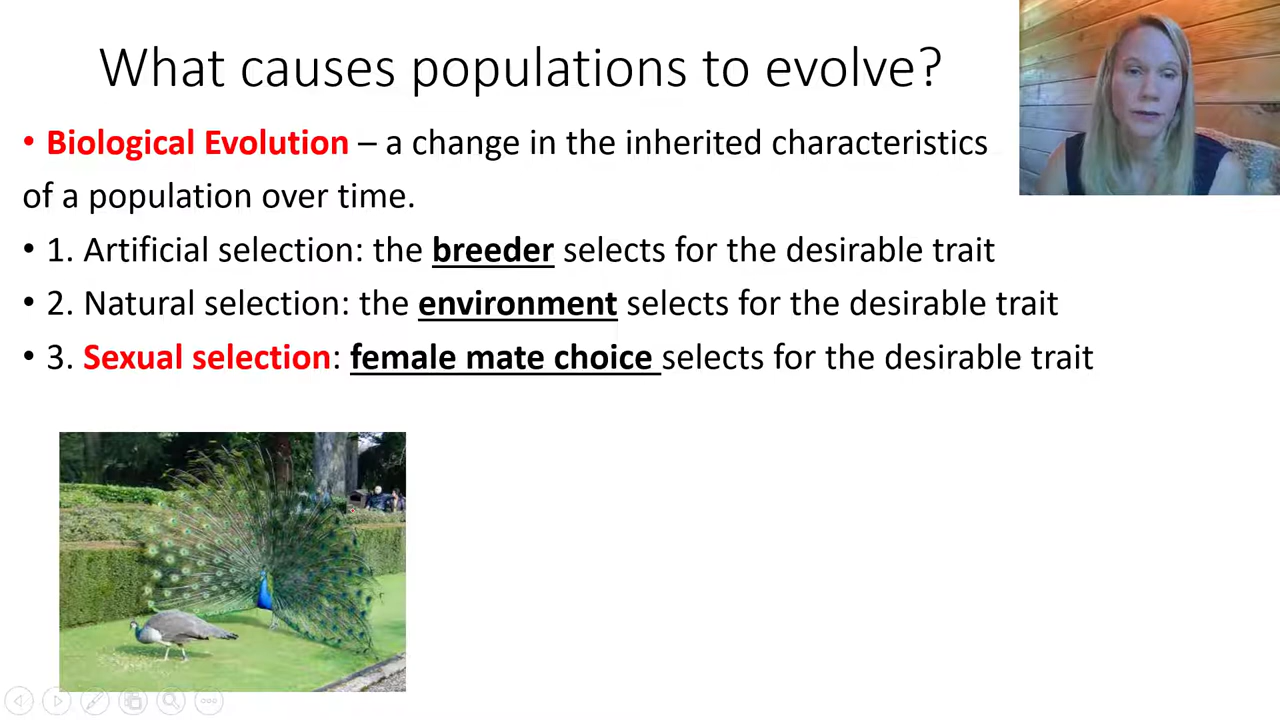 What causes populations to evolve?
• Biological Evolution – a change in the inherited characteristics
of a population over time.
• 1. Artificial selection: the breeder selects for the desirable trait
• 2. Natural selection: the environment selects for the desirable trait
• 3. Sexual selection: female mate choice selects for the desirable trait